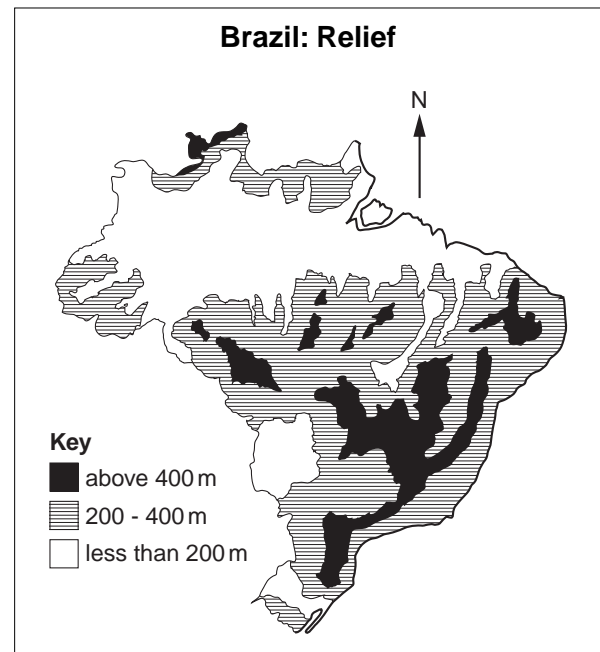 Brazil: Relief
N
Key
above 400 m
200 - 400 m
less than 200 m